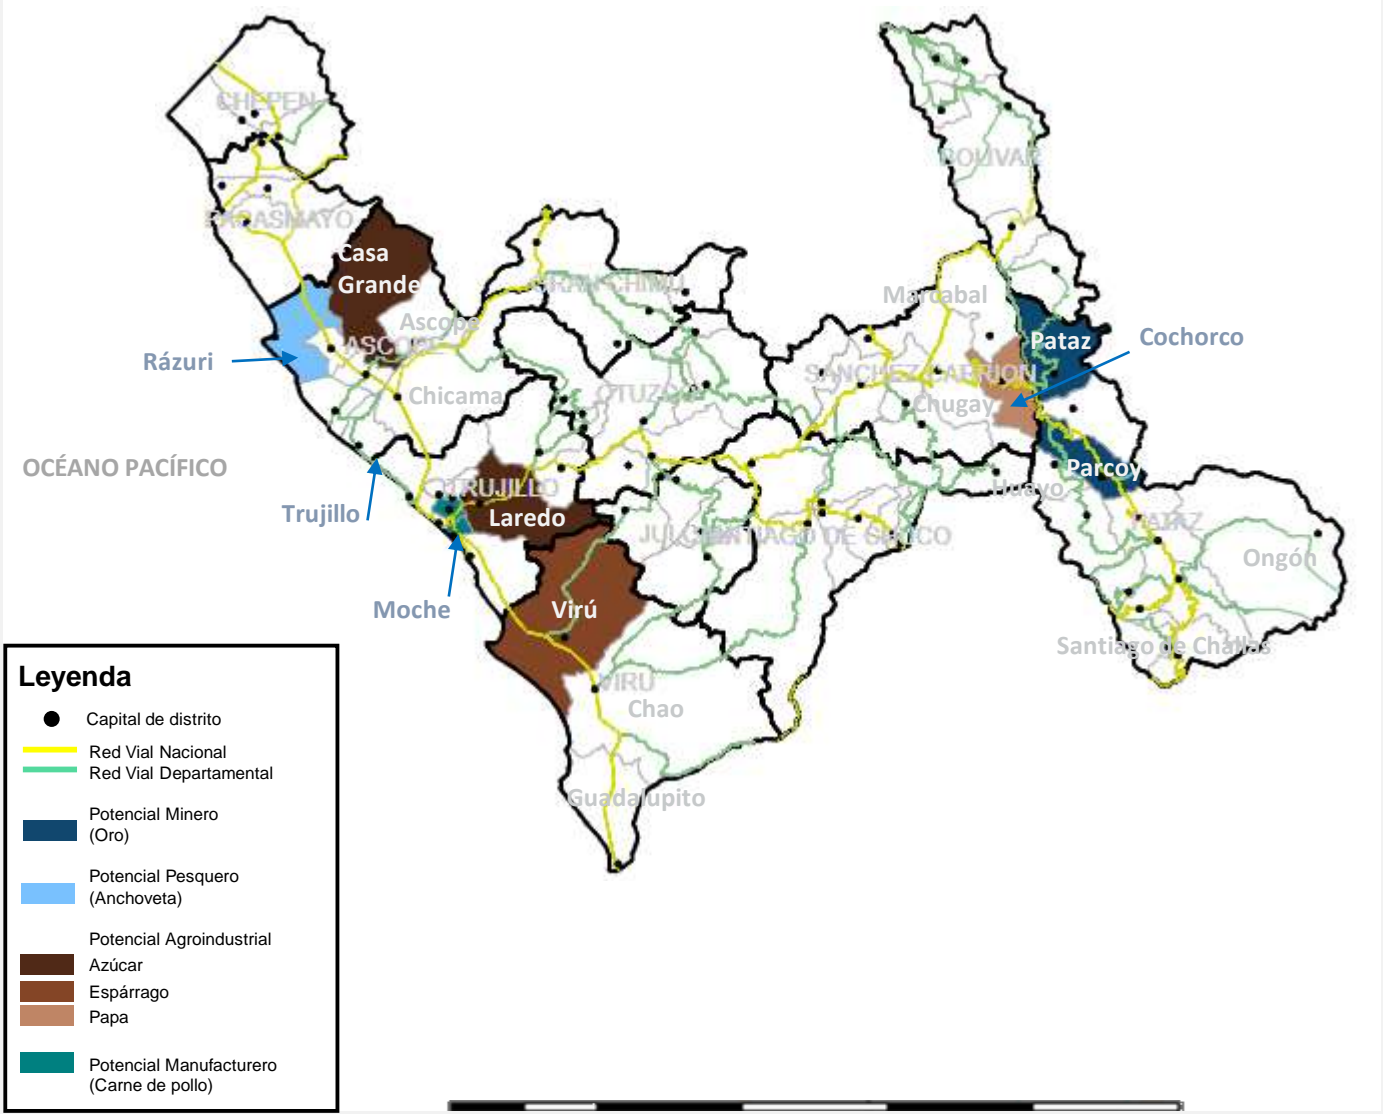 CHEPEN
BOLIVAR
PACASMAYO
Casa
Grande
GRAN CHIMU
Marcabal
Ascope
ASCOPE
Pataz
Cochorco
Rázuri
SANCHEZ CARRION
Chicama
OTUZCO
Chugay
OCÉANO PACÍFICO
Parcoy
TRUJILLO
Huayo
Trujillo
Laredo
PATAZ
JULCAN
SANTIAGO DE CHUCO
Ongón
Moche
Virú
Santiago de Challas
VIRU
Chao
Guadalupito
Leyenda
Capital de distrito
Red Vial Nacional
Red Vial Departamental
Potencial Minero
(Oro)
Potencial Pesquero
(Anchoveta)
Potencial Agroindustrial
Azúcar
Espárrago
Papa
Potencial Manufacturero
(Carne de pollo)